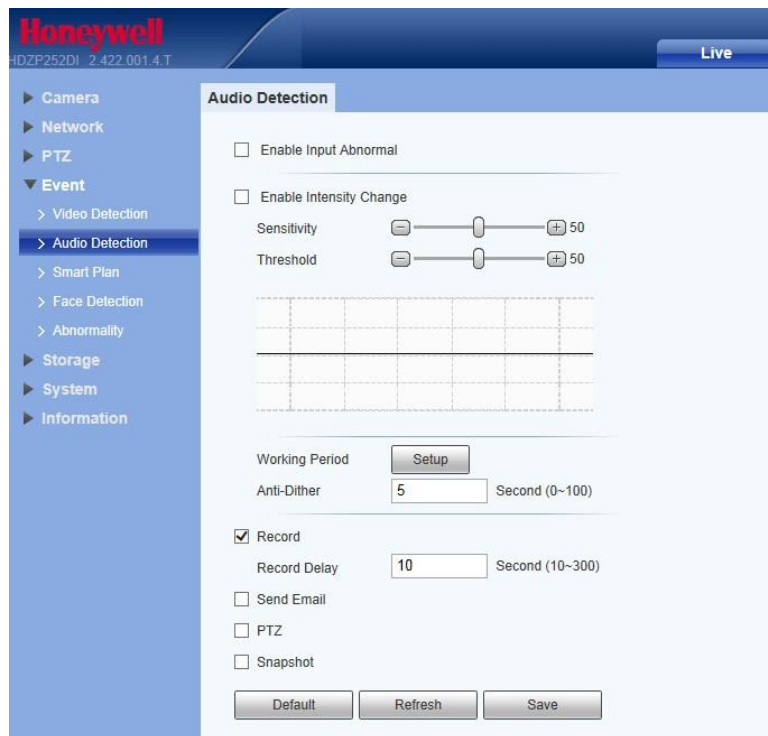 Honeywell
HDZP252DI 2.422.001.4.T
Live
Camera
Network
PTZ
Event
Video Detection
Audio Detection
Smart Plan
Face Detection
Abnormality
Storage
System
Information
Audio Detection
Enable Input Abnormal
Enable Intensity Change
Sensitivity 50
Threshold 50
Working Period Setup
Anti-Dither 5 Second (0~100)
Record
Record Delay 10 Second (10~300)
Send Email
PTZ
Snapshot
Default Refresh Save